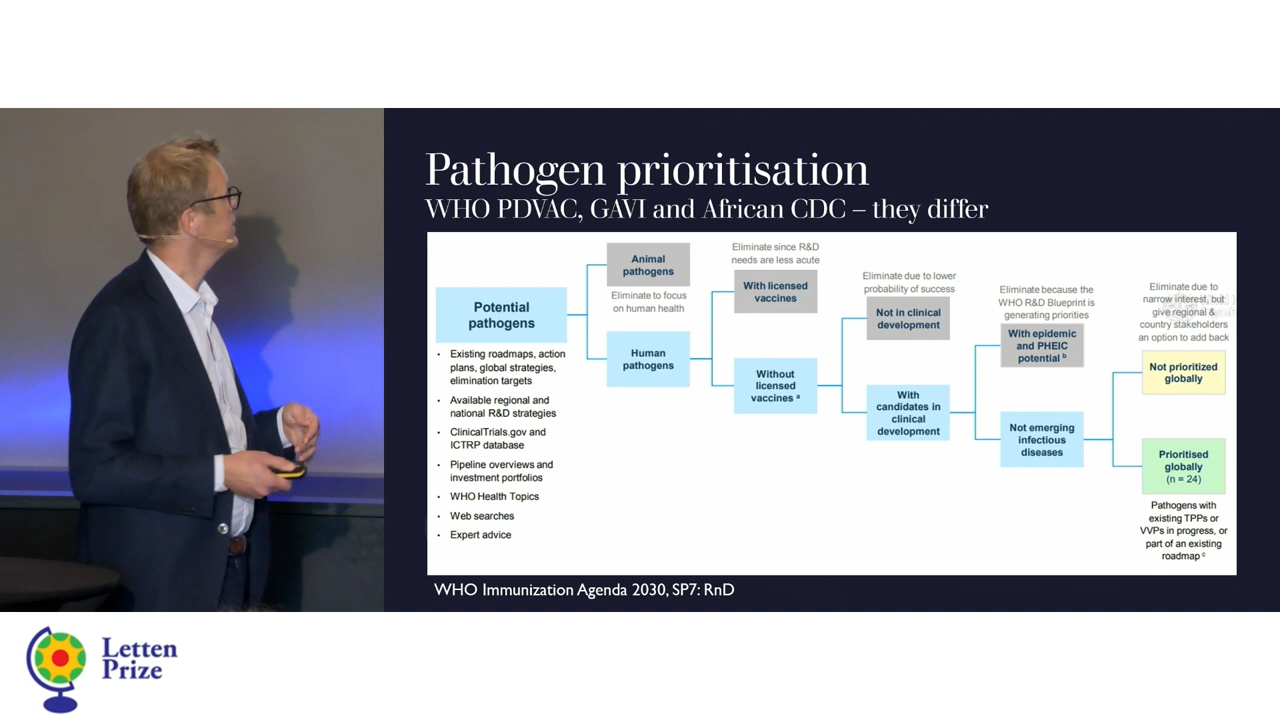 Pathogen prioritisation
WHO PDVAC, GAVI and African CDC – they differ
Potential
pathogens
• Existing roadmaps, action
plans, global strategies,
elimination targets
• Available regional and
national R&D strategies
• ClinicalTrials.gov and
ICTRP database
• Pipeline overviews and
investment portfolios
• WHO Health Topics
• Web searches
• Expert advice
Animal
pathogens
Eliminate to focus
on human health
Human
pathogens
Eliminate since R&D
needs are less acute
With licensed
vaccines
Without
licensed
vaccines a
Eliminate due to lower
probability of success
Not in clinical
development
With
candidates in
clinical
development
Eliminate because the
WHO R&D Blueprint is
generating priorities
With epidemic
and PHEIC
potential b
Not emerging
infectious
diseases
Eliminate due to
narrow interest, but
give regional &
country stakeholders
an option to add back
Not prioritized
globally
Prioritised
globally
(n = 24)
Pathogens with
existing TPPs or
VVPs in progress, or
part of an existing
roadmap c
WHO Immunization Agenda 2030, SP7: RnD
Letten
Prize